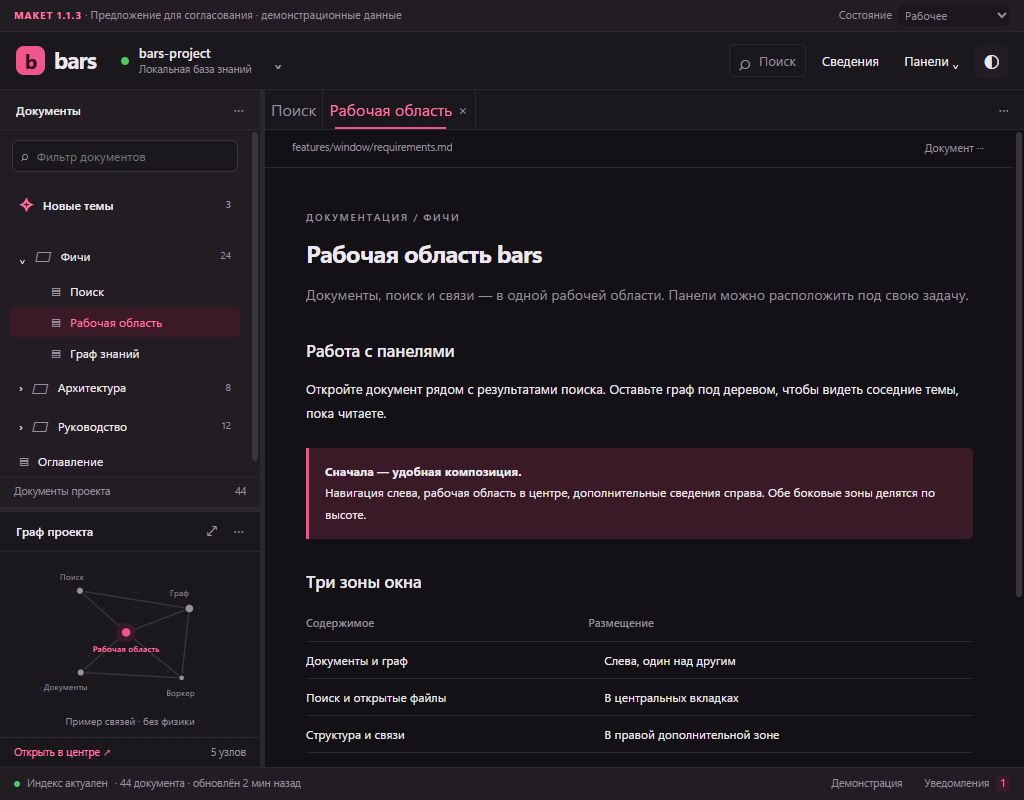 МАКЕТ 1.1.3 · Предложение для согласования · демонстрационные данные
Состояние Рабочее
b bars
bars-project
Локальная база знаний
Поиск
Сведения
Панели
Документы
Фильтр документов
Новые темы 3
Фичи 24
Поиск
Рабочая область
Граф знаний
Архитектура 8
Руководство 12
Оглавление
Документы проекта 44
Граф проекта
Поиск
Граф
Рабочая область
Документы
Воркер
Пример связей · без физики
Открыть в центре ↗ 5 узлов
Поиск
Рабочая область ×
features/window/requirements.md
Документ ···
ДОКУМЕНТАЦИЯ / ФИЧИ
Рабочая область bars
Документы, поиск и связи — в одной рабочей области. Панели можно расположить под свою задачу.
Работа с панелями
Откройте документ рядом с результатами поиска. Оставьте граф под деревом, чтобы видеть соседние темы,
пока читаете.
Сначала — удобная композиция.
Навигация слева, рабочая область в центре, дополнительные сведения справа. Обе боковые зоны делятся по
высоте.
Три зоны окна
Содержимое Размещение
Документы и граф Слева, один над другим
Поиск и открытые файлы В центральных вкладках
Структура и связи В правой дополнительной зоне
Индекс актуален · 44 документа · обновлён 2 мин назад
Демонстрация
Уведомления 1